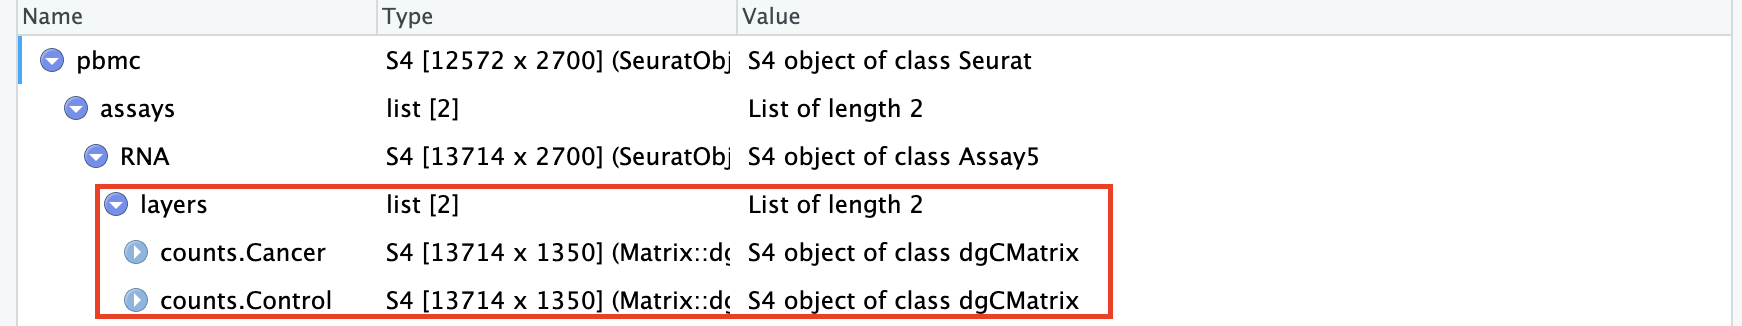 Name Type Value
pbmc S4 [12572 x 2700] (SeuratObj S4 object of class Seurat
assays list [2] List of length 2
RNA S4 [13714 x 2700] (SeuratObj S4 object of class Assay5
layers list [2] List of length 2
counts.Cancer S4 [13714 x 1350] (Matrix::dg S4 object of class dgCMatrix
counts.Control S4 [13714 x 1350] (Matrix::dg S4 object of class dgCMatrix